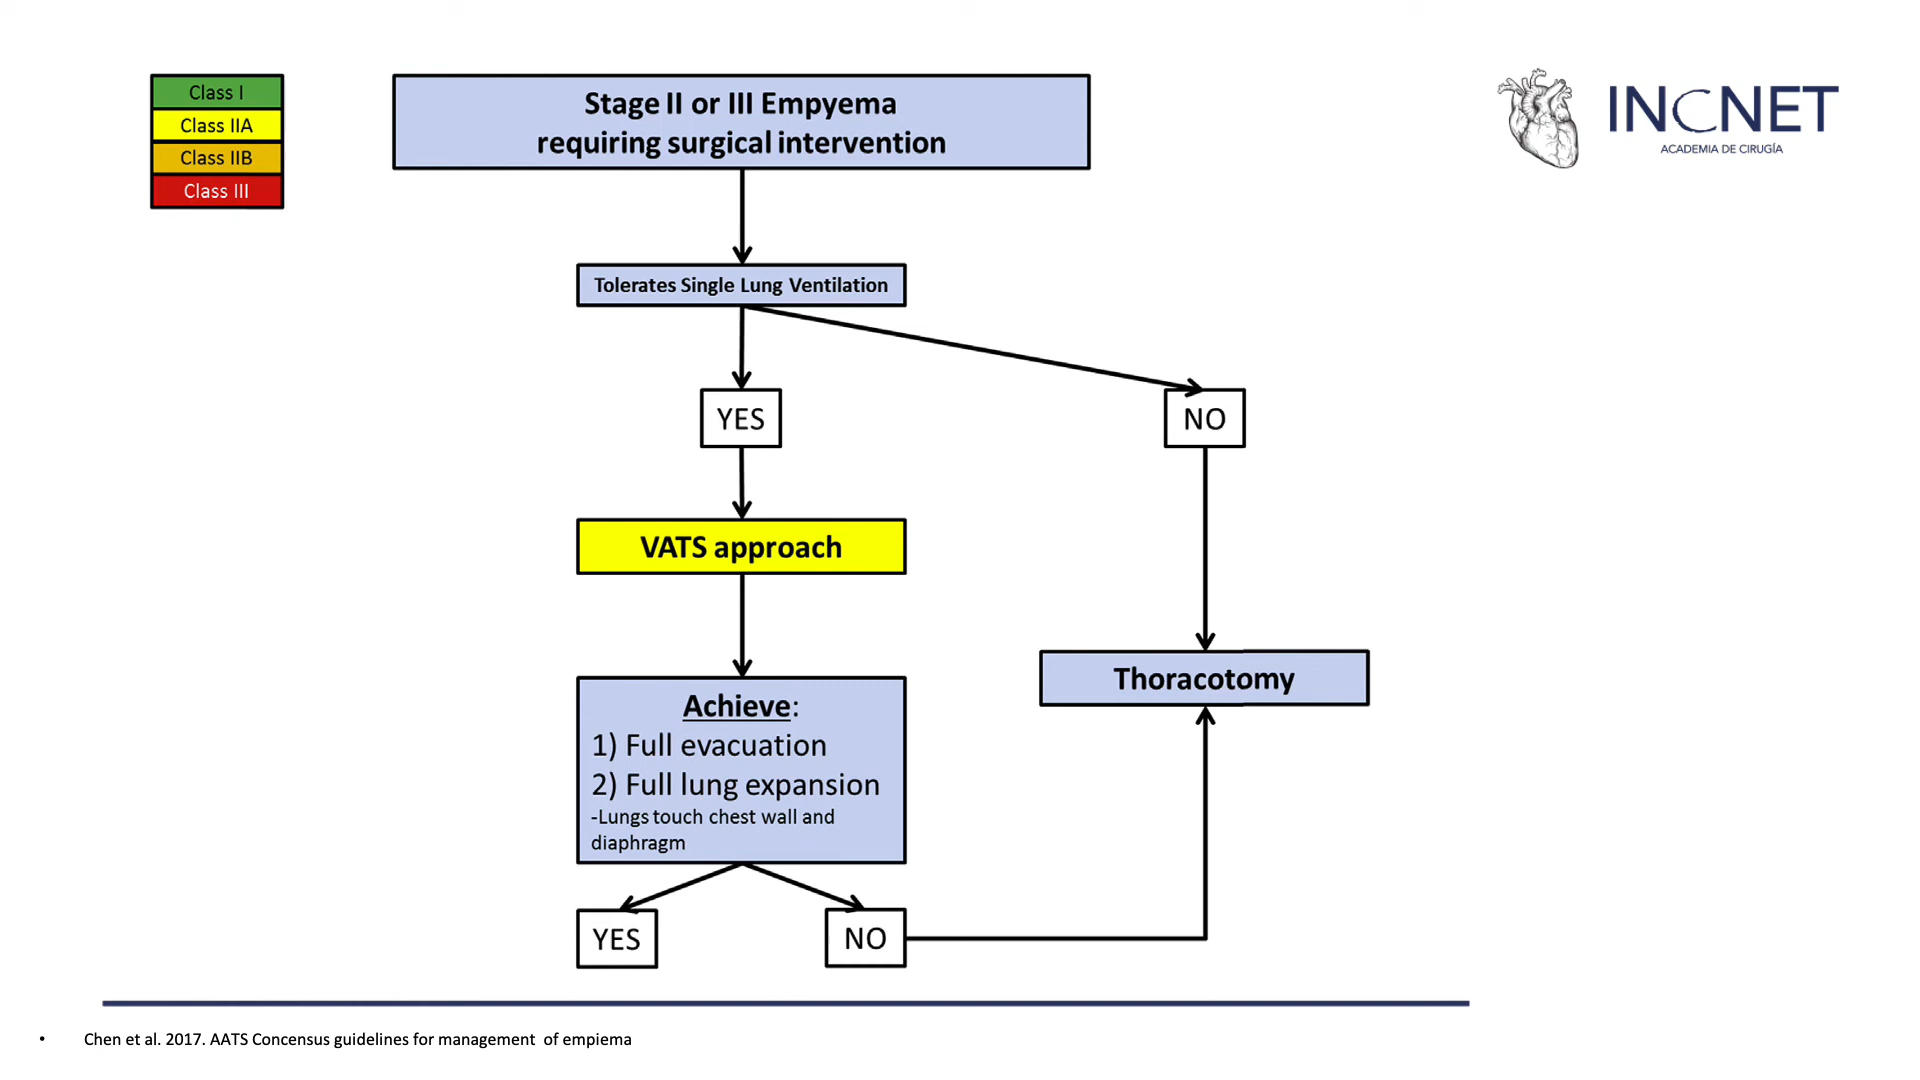 Class I
Class IIA
Class IIB
Class III
Stage II or III Empyema
requiring surgical intervention
INCNET
ACADEMIA DE CIRUGÍA
Tolerates Single Lung Ventilation
YES
NO
VATS approach
Thoracotomy
Achieve:
1) Full evacuation
2) Full lung expansion
-Lungs touch chest wall and
diaphragm
YES
NO
• Chen et al. 2017. AATS Concensus guidelines for management of empiema